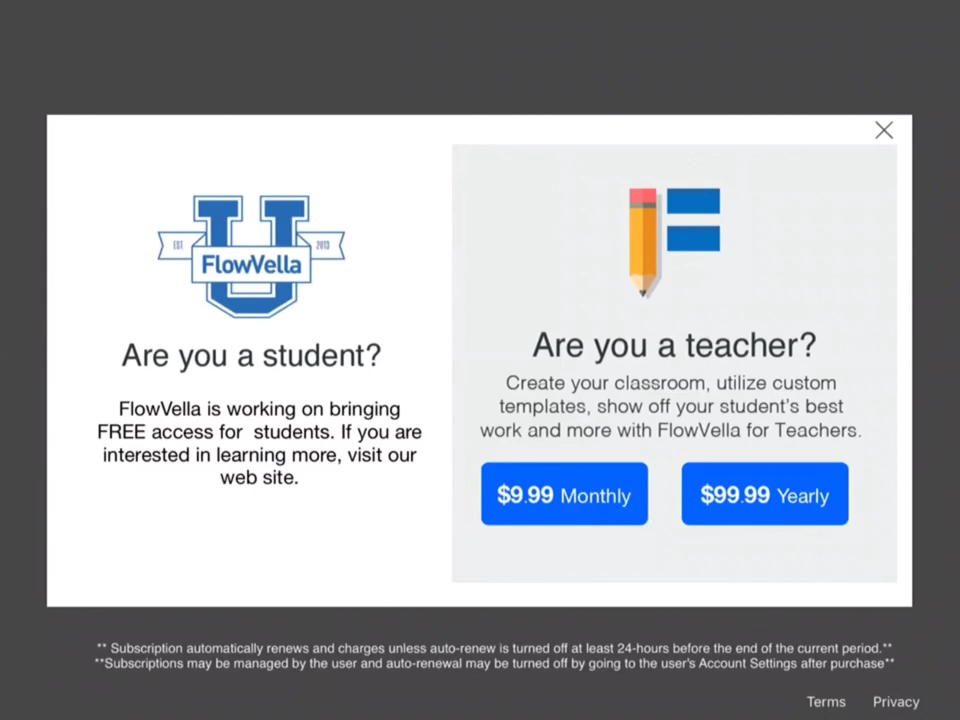 EST.
2013
FlowVella
Are you a student?
FlowVella is working on bringing
FREE access for students. If you are
interested in learning more, visit our
web site.
Are you a teacher?
Create your classroom, utilize custom
templates, show off your student's best
work and more with FlowVella for Teachers.
$9.99 Monthly
$99.99 Yearly
** Subscription automatically renews and charges unless auto-renew is turned off at least 24-hours before the end of the current period.**
**Subscriptions may be managed by the user and auto-renewal may be turned off by going to the user's Account Settings after purchase**
Terms
Privacy